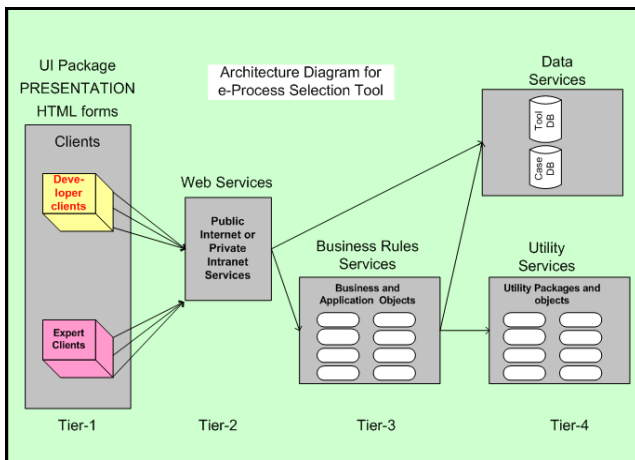 UI Package
PRESENTATION
HTML forms
Clients
Deve-
loper
clients
Expert
Clients
Tier-1
Architecture Diagram for
e-Process Selection Tool
Web Services
Public
Internet or
Private
Intranet
Services
Tier-2
Business Rules
Services
Business and
Application Objects
Tier-3
Data
Services
Tool
DB
Case
DB
Utility
Services
Utility Packages and
objects
Tier-4